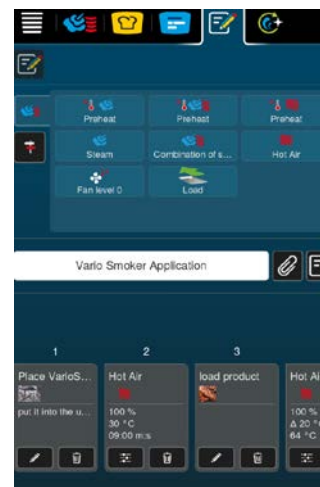 Preheat
Preheat
Preheat
Steam
Combination of s...
Hot Air
Fan level 0
Load
Vario Smoker Application
1
2
3
Place VarioS...
Hot Air
load product
Hot Ai
put it into the u...
100 %
30 °C
09:00 m:s
100 %
Δ 20 °
64 °C